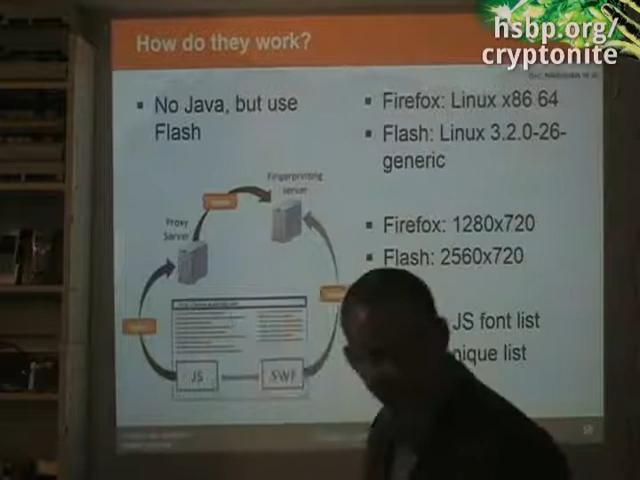 hsbp.org/
cryptonite
How do they work?
▪ No Java, but use
Flash
▪ Firefox: Linux x86 64
▪ Flash: Linux 3.2.0-26-
generic
▪ Firefox: 1280x720
▪ Flash: 2560x720
JS font list
nique list
Fingerprinting
server
Proxy
Server
JS
SWF